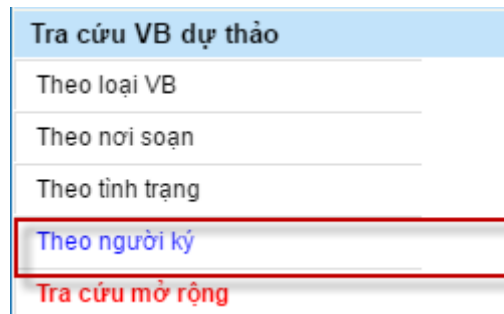 Tra cứu VB dự thảo
Theo loại VB
Theo nơi soạn
Theo tình trạng
Theo người ký
Tra cứu mở rộng